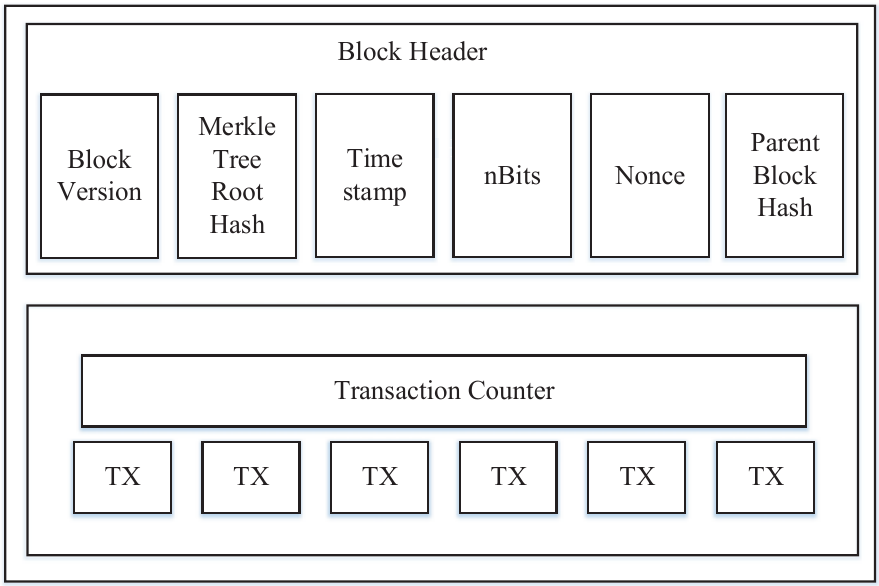 Block Header
Block
Version
Merkle
Tree
Root
Hash
Time
stamp
nBits
Nonce
Parent
Block
Hash
Transaction Counter
TX
TX
TX
TX
TX
TX